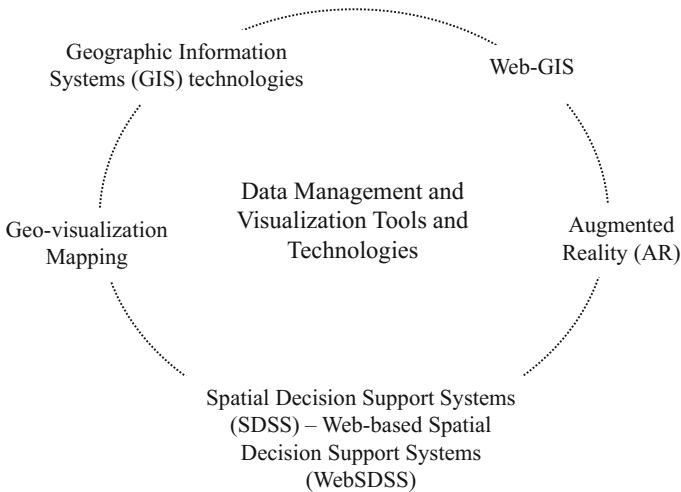 Geographic Information
Systems (GIS) technologies
Web-GIS
Data Management and
Visualization Tools and
Technologies
Geo-visualization
Mapping
Augmented
Reality (AR)
Spatial Decision Support Systems
(SDSS) – Web-based Spatial
Decision Support Systems
(WebSDSS)